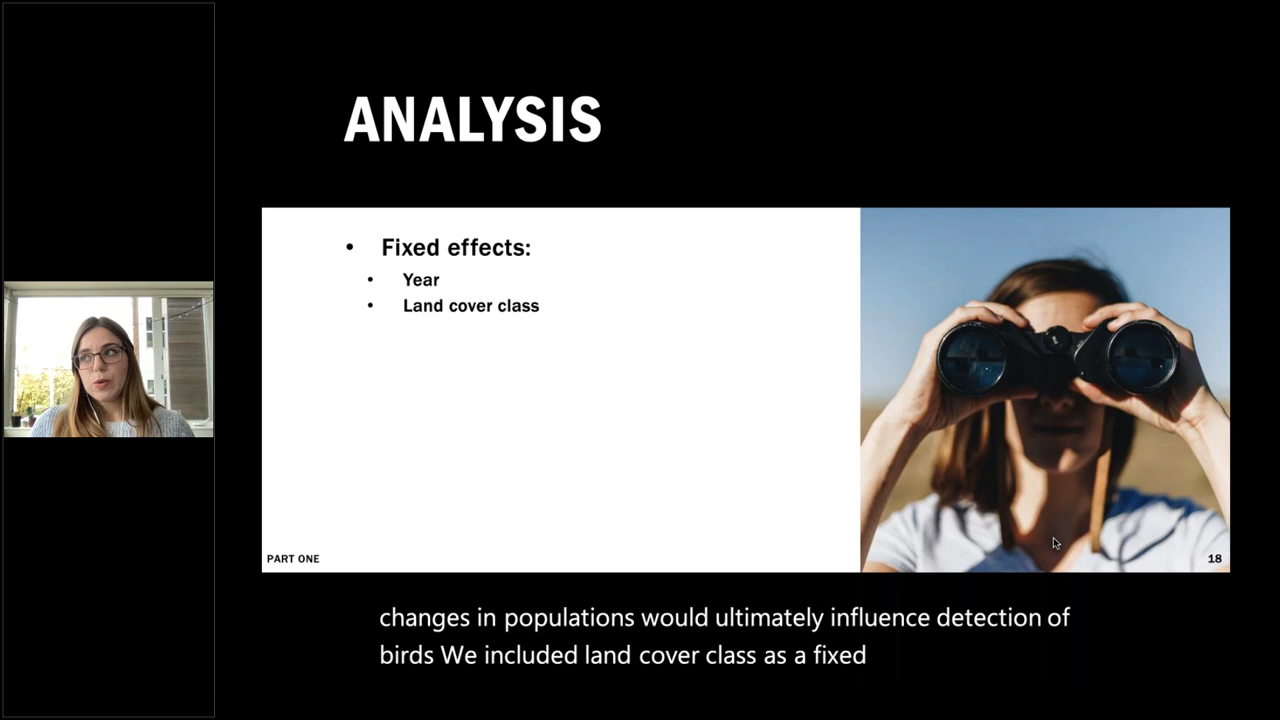 ANALYSIS
• Fixed effects:
• Year
• Land cover class
PART ONE
18
changes in populations would ultimately influence detection of
birds We included land cover class as a fixed